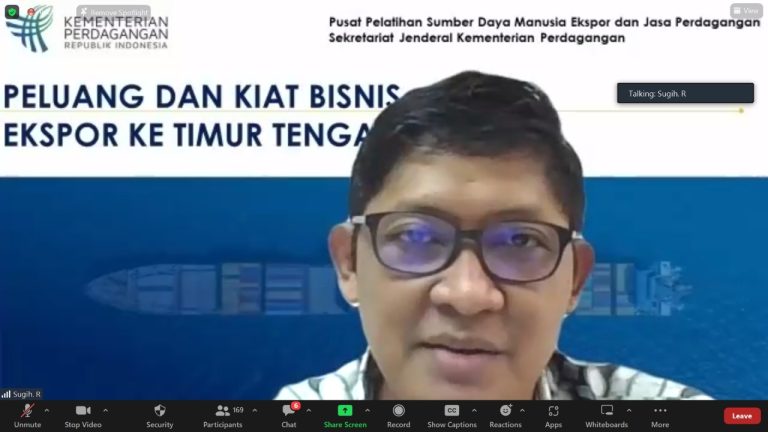 Remove Spotlight
View
KEMENTERIAN
PERDAGANGAN
REPUBLIK INDONESIA
Pusat Pelatihan Sumber Daya Manusia Ekspor dan Jasa Perdagangan
Sekretariat Jenderal Kementerian Perdagangan
PELUANG DAN KIAT BISNIS
EKSPOR KE TIMUR TENGA
Talking: Sugih. R
Sugih. R
Unmute
Stop Video
Security
169
Participants
6
Chat
Share Screen
Record
CC
Show Captions
Reactions
Apps
Whiteboards
More
Leave